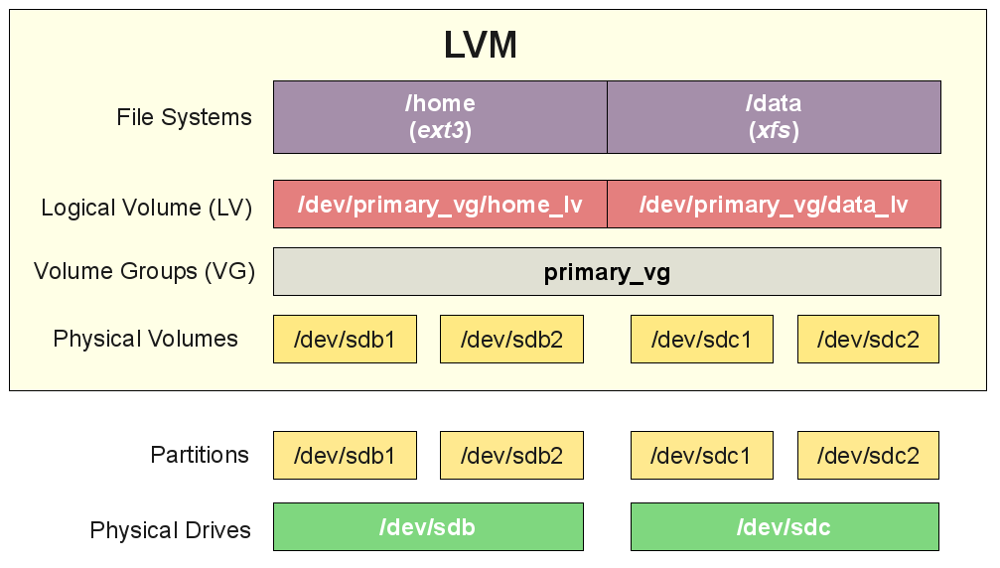 LVM
File Systems
/home
(ext3)
/data
(xfs)
Logical Volume (LV)
/dev/primary_vg/home_lv
/dev/primary_vg/data_lv
Volume Groups (VG)
primary_vg
Physical Volumes
/dev/sdb1
/dev/sdb2
/dev/sdc1
/dev/sdc2
Partitions
/dev/sdb1
/dev/sdb2
/dev/sdc1
/dev/sdc2
Physical Drives
/dev/sdb
/dev/sdc